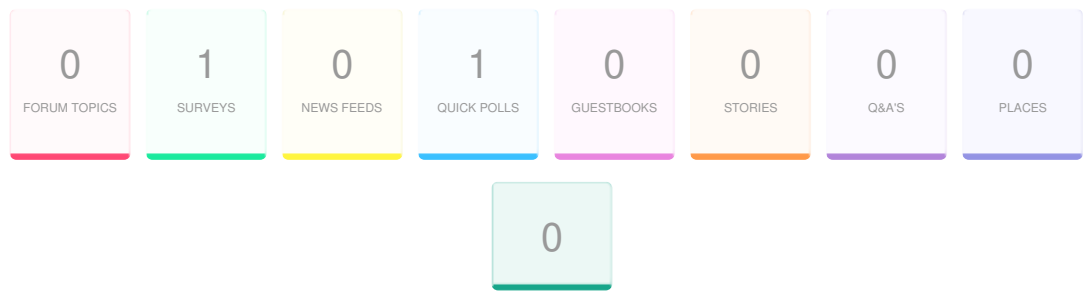 0 1 0 1 0 0 0 0
FORUM TOPICS SURVEYS NEWS FEEDS QUICK POLLS GUESTBOOKS STORIES Q&A'S PLACES
0